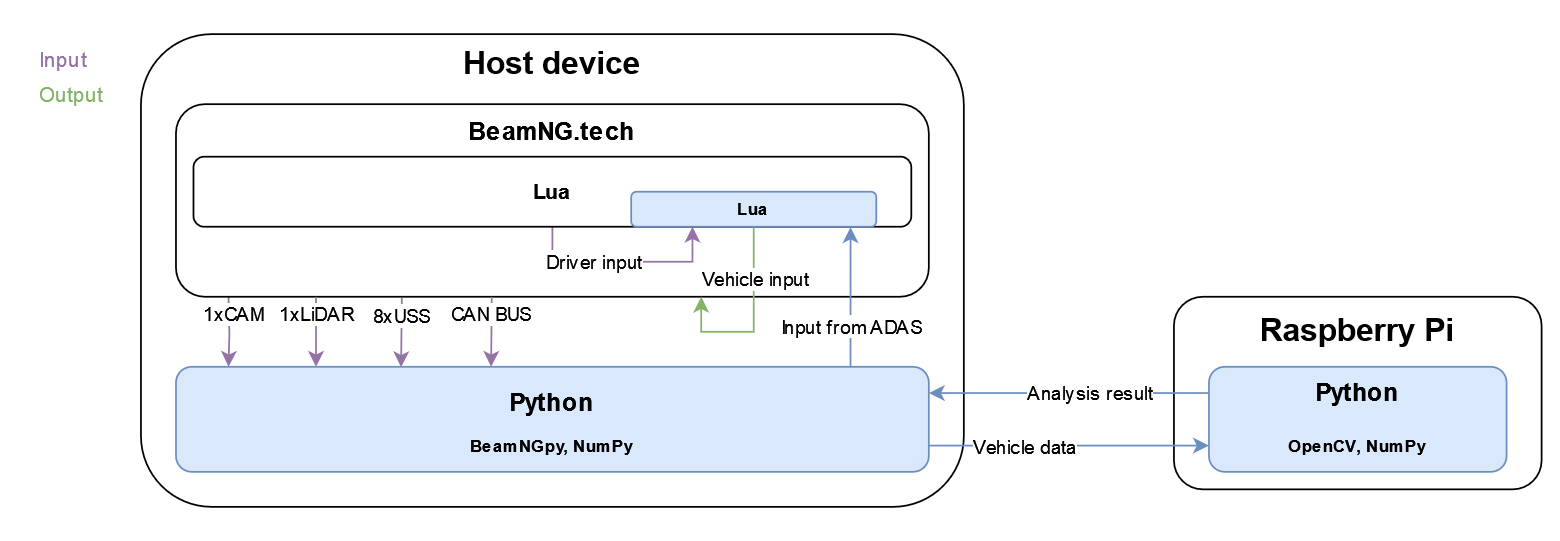 Input
Output
Host device
BeamNG.tech
Lua
Lua
Driver input
Vehicle input
1xCAM
1xLiDAR
8xUSS
CAN BUS
Input from ADAS
Python
BeamNGpy, NumPy
Analysis result
Vehicle data
Raspberry Pi
Python
OpenCV, NumPy